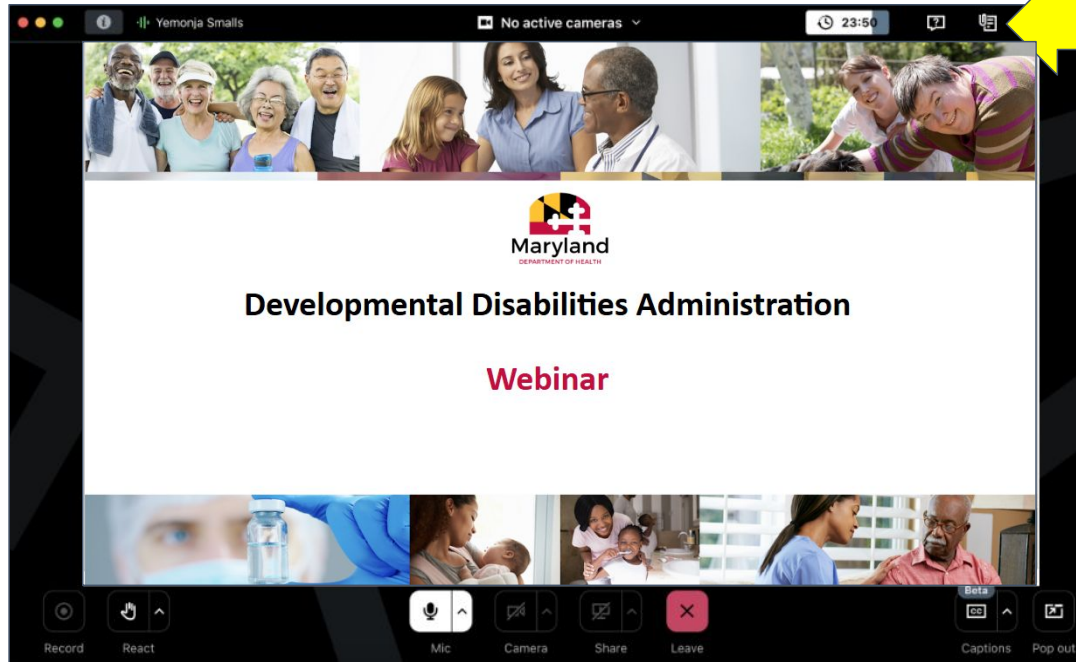 Yemonja Smalls
No active cameras
23:50
Maryland
DEPARTMENT OF HEALTH
Developmental Disabilities Administration
Webinar
Record
React
Mic
Camera
Share
Leave
Beta
CC
Captions
Pop out